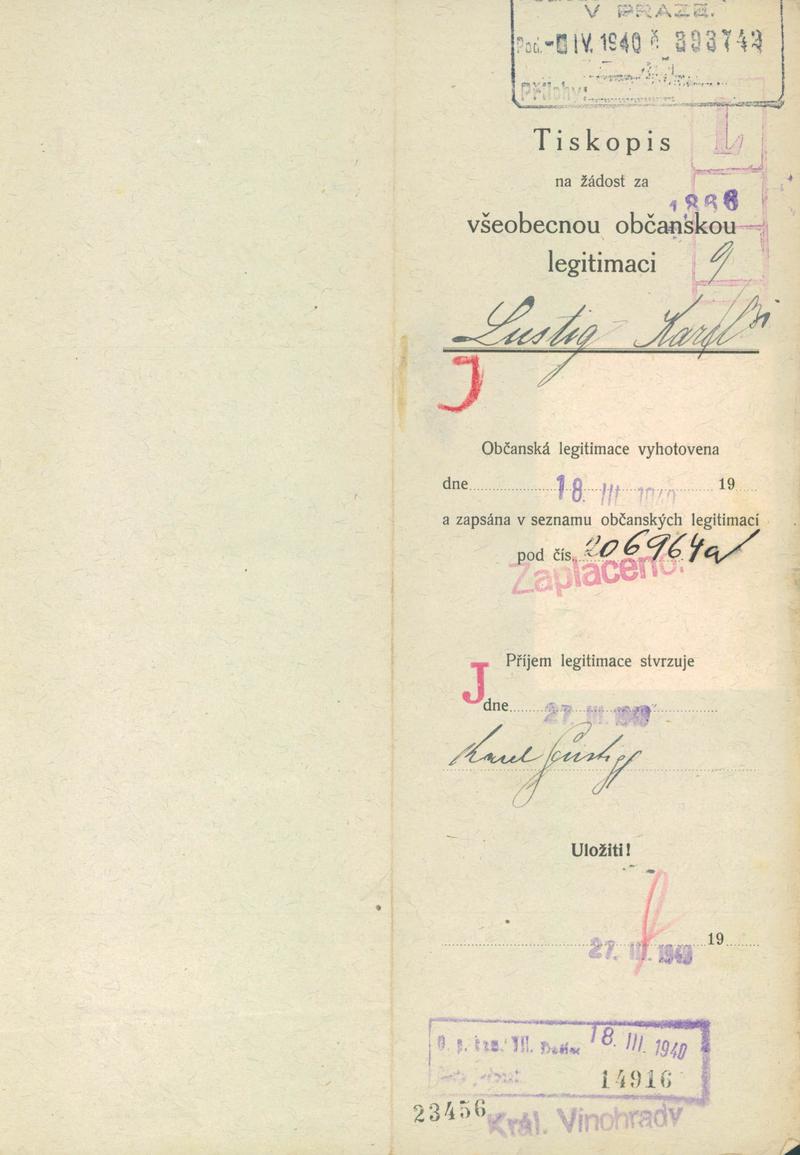 V PRAZE.
Pod. - IV. 1940 č 393743
Přílohy:
L
Tiskopis
na žádost za
1886
všeobecnou občanskou
legitimaci 9
Lustig Karel
J
Občanská legitimace vyhotovena
dne 18. III. 1940 19
a zapsána v seznamu občanských legitimací
pod čís. 206964a
Zaplaceno.
Příjem legitimace stvrzuje
J
dne 27. III. 1940
Karel Lustig
Uložiti!
27. III. 1940 19
18. III. 1940
14916
23456 Král. Vinohrady